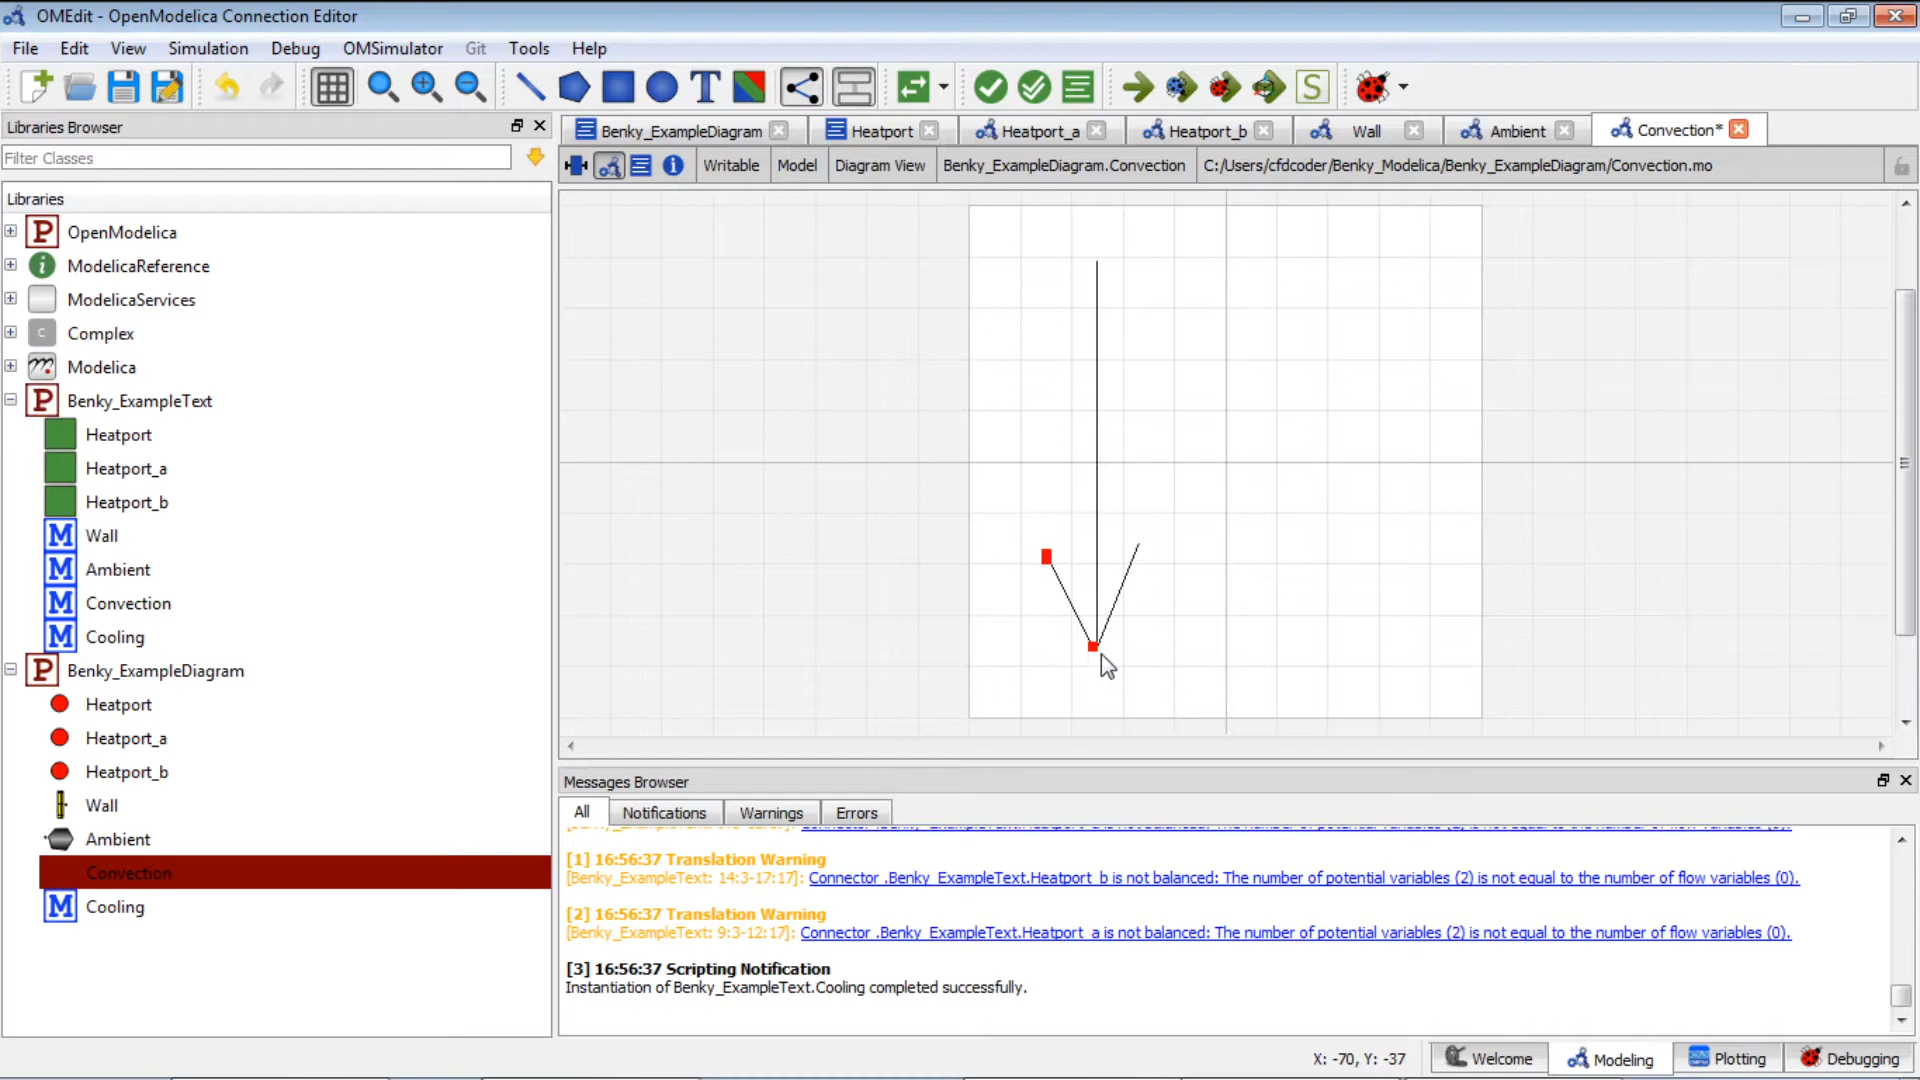 OMEdit - OpenModelica Connection Editor
File Edit View Simulation Debug OMSimulator Git Tools Help
T
S
Libraries Browser
Filter Classes
Libraries
P OpenModelica
i ModelicaReference
ModelicaServices
C Complex
Modelica
P Benky_ExampleText
Heatport
Heatport_a
Heatport_b
M Wall
M Ambient
M Convection
M Cooling
P Benky_ExampleDiagram
Heatport
Heatport_a
Heatport_b
Wall
Ambient
Convection
M Cooling
Benky_ExampleDiagram Heatport Heatport_a Heatport_b Wall Ambient Convection*
i Writable Model Diagram View Benky_ExampleDiagram.Convection C:/Users/cfdcoder/Benky_Modelica/Benky_ExampleDiagram/Convection.mo
Messages Browser
All Notifications Warnings Errors
[1] 16:56:37 Translation Warning
[Benky_ExampleText: 14:3-17:17]: Connector .Benky_ExampleText.Heatport_b is not balanced: The number of potential variables (2) is not equal to the number of flow variables (0).
[2] 16:56:37 Translation Warning
[Benky_ExampleText: 9:3-12:17]: Connector .Benky_ExampleText.Heatport_a is not balanced: The number of potential variables (2) is not equal to the number of flow variables (0).
[3] 16:56:37 Scripting Notification
Instantiation of Benky_ExampleText.Cooling completed successfully.
X: -70, Y: -37 Welcome Modeling Plotting Debugging